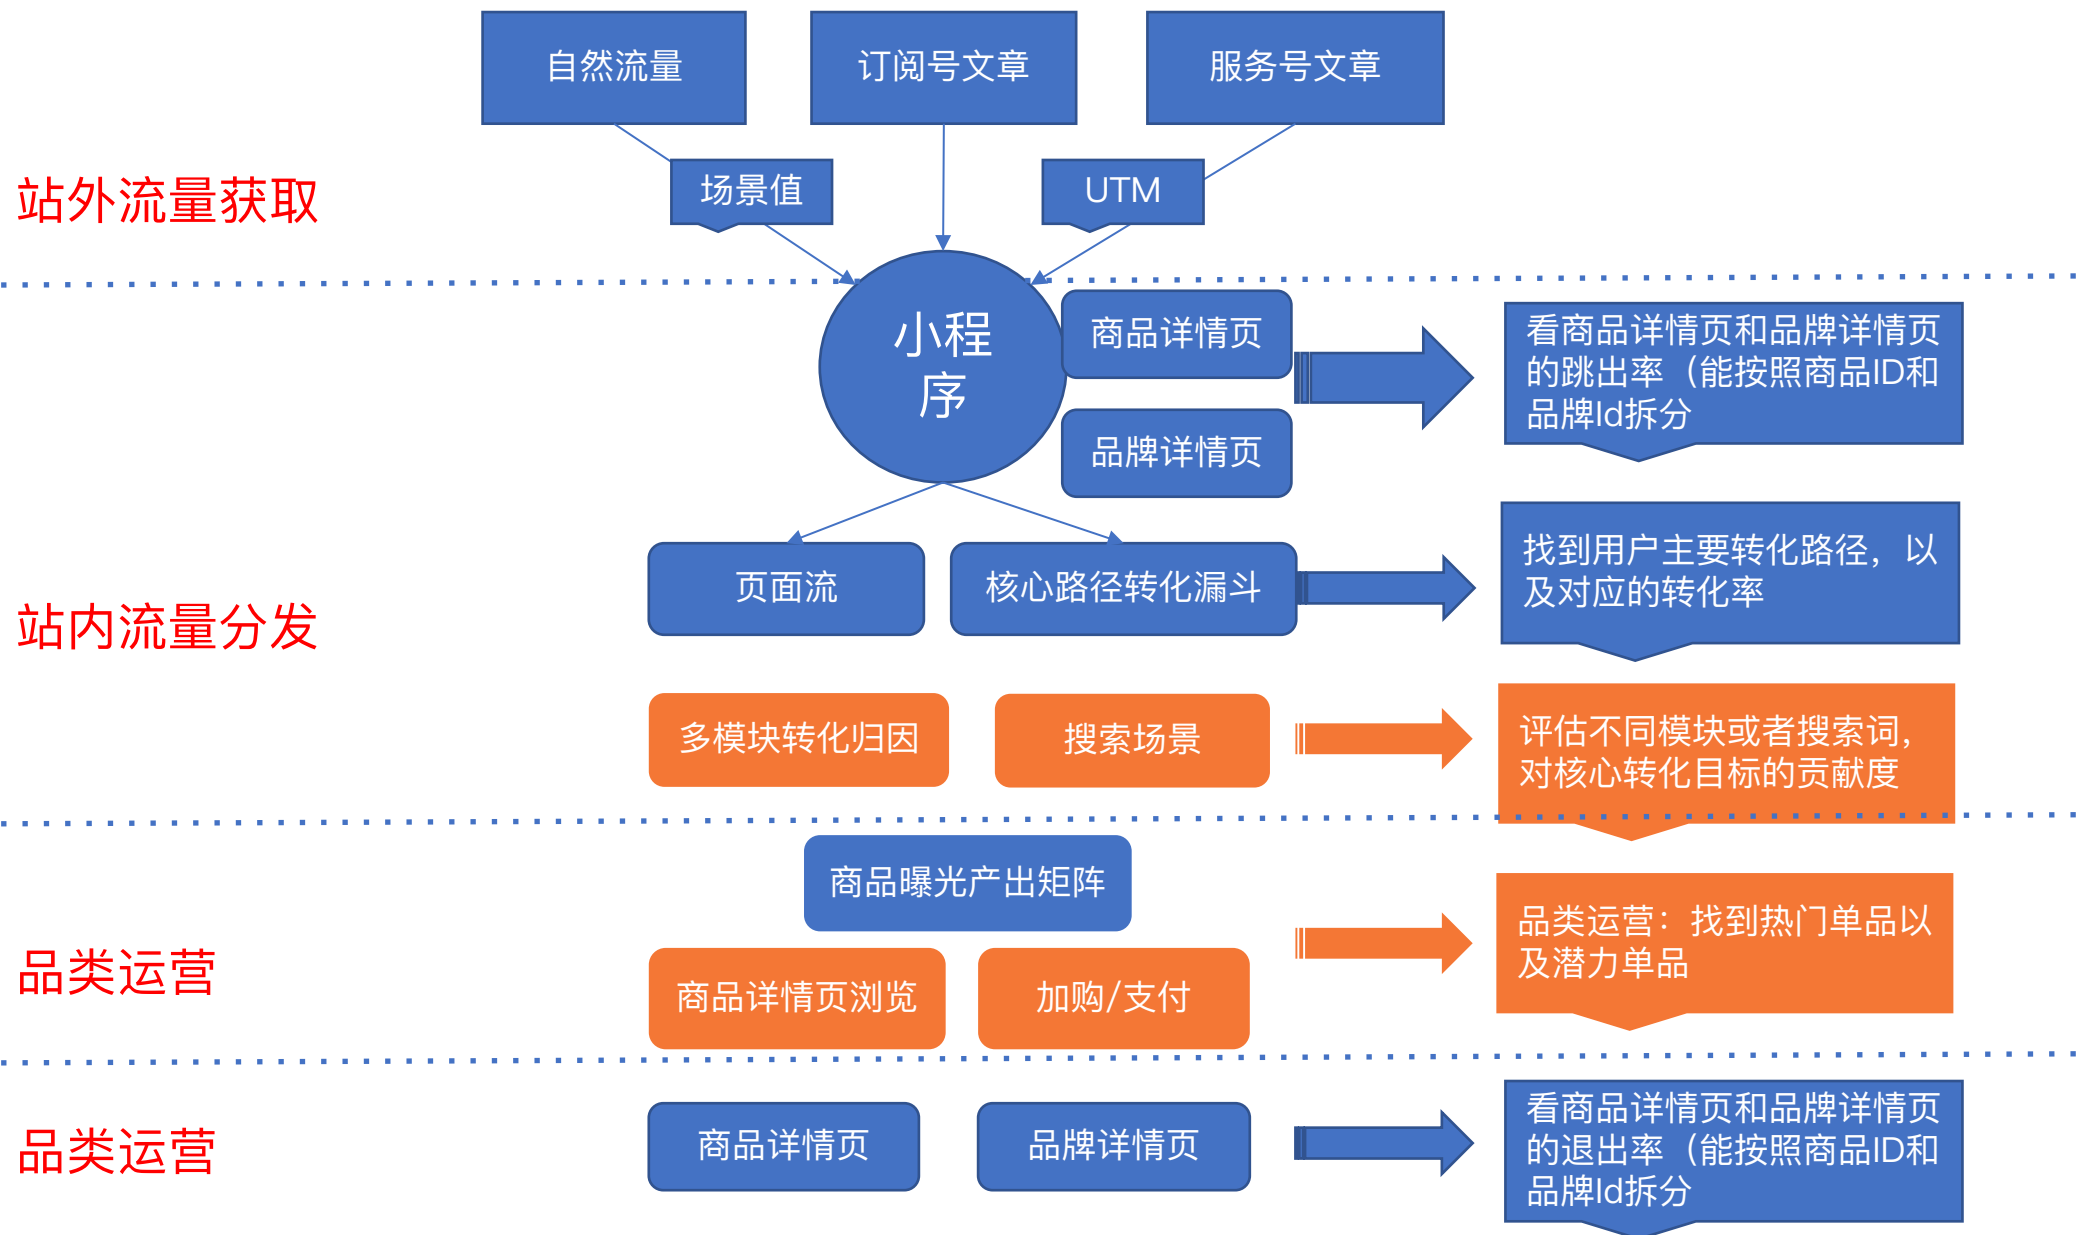 自然流量
订阅号文章
服务号文章
站外流量获取
场景值
UTM
小程
序
商品详情页
品牌详情页
看商品详情页和品牌详情页
的跳出率（能按照商品ID和
品牌Id拆分
站内流量分发
页面流
核心路径转化漏斗
找到用户主要转化路径，以
及对应的转化率
多模块转化归因
搜索场景
评估不同模块或者搜索词，
对核心转化目标的贡献度
品类运营
商品曝光产出矩阵
商品详情页浏览
加购/支付
品类运营：找到热门单品以
及潜力单品
品类运营
商品详情页
品牌详情页
看商品详情页和品牌详情页
的退出率（能按照商品ID和
品牌Id拆分